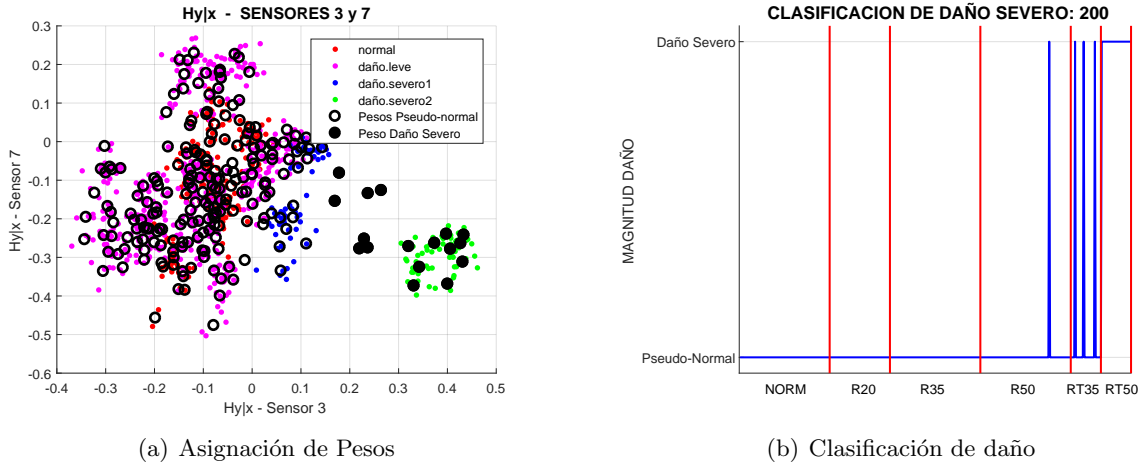 Hy|x - SENSORES 3 y 7
0.3
0.2
0.1
0
-0.1
-0.2
-0.3
-0.4
-0.5
-0.6
Hy|x - Sensor 7
normal
daño.leve
daño.severo1
daño.severo2
Pesos Pseudo-normal
Peso Daño Severo
-0.4 -0.3 -0.2 -0.1 0 0.1 0.2 0.3 0.4 0.5
Hy|x - Sensor 3
(a) Asignación de Pesos
CLASIFICACION DE DAÑO SEVERO: 200
Daño Severo
MAGNITUD DAÑO
Pseudo-Normal
NORM R20 R35 R50 RT35 RT50
(b) Clasificación de daño